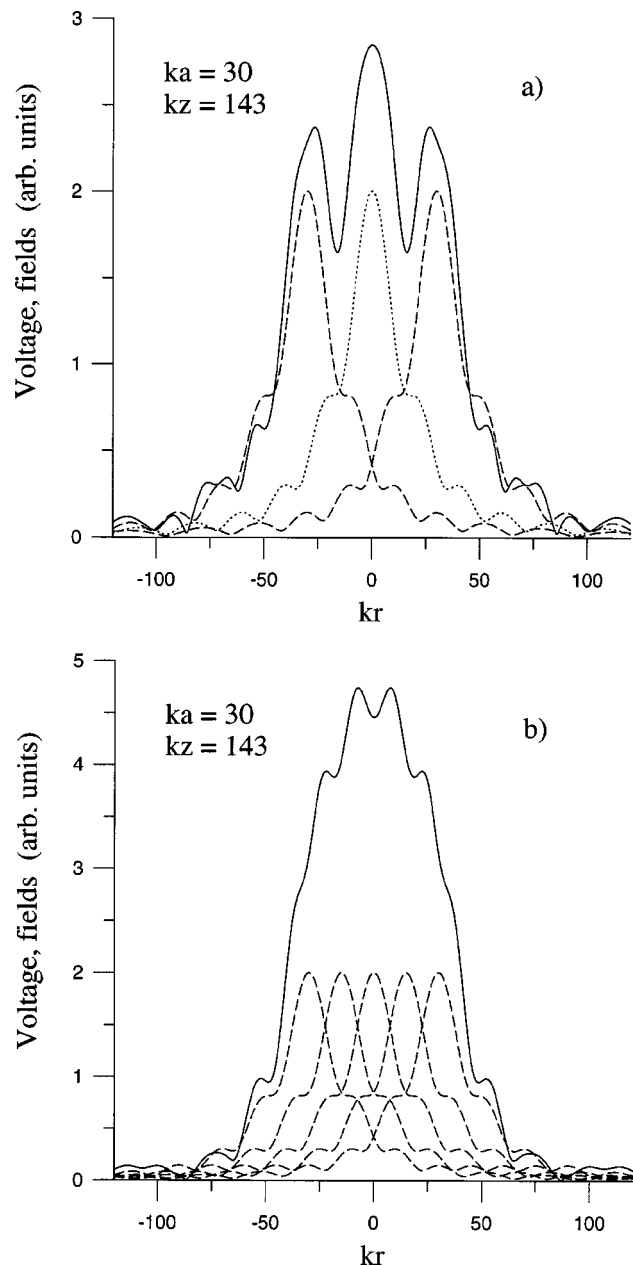 3
ka = 30
kz = 143
a)
2
Voltage, fields (arb. units)
1
0
-100
-50
0
50
100
kr
5
ka = 30
kz = 143
b)
4
3
Voltage, fields (arb. units)
2
1
0
-100
-50
0
50
100
kr